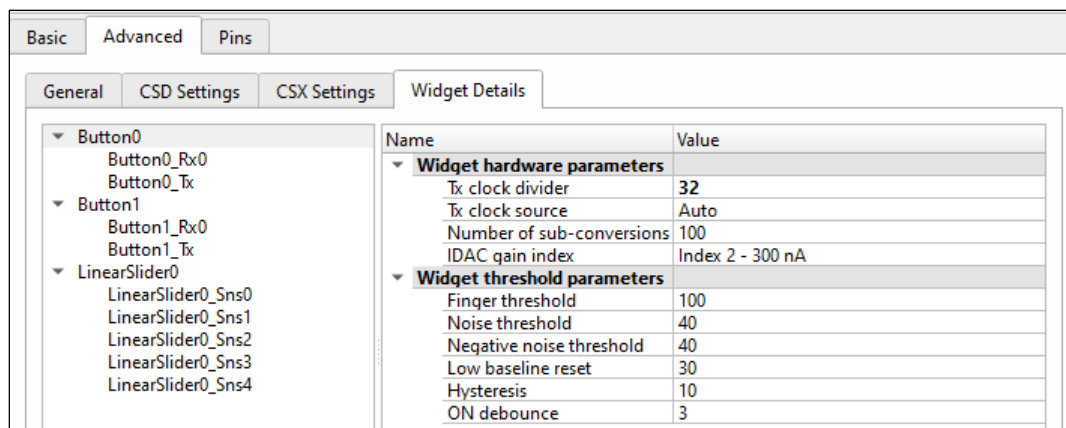 Basic Advanced Pins
General CSD Settings CSX Settings Widget Details
Button0
Button0_Rx0
Button0_Tx
Button1
Button1_Rx0
Button1_Tx
LinearSlider0
LinearSlider0_Sns0
LinearSlider0_Sns1
LinearSlider0_Sns2
LinearSlider0_Sns3
LinearSlider0_Sns4
Name Value
Widget hardware parameters
Tx clock divider 32
Tx clock source Auto
Number of sub-conversions 100
IDAC gain index Index 2 - 300 nA
Widget threshold parameters
Finger threshold 100
Noise threshold 40
Negative noise threshold 40
Low baseline reset 30
Hysteresis 10
ON debounce 3